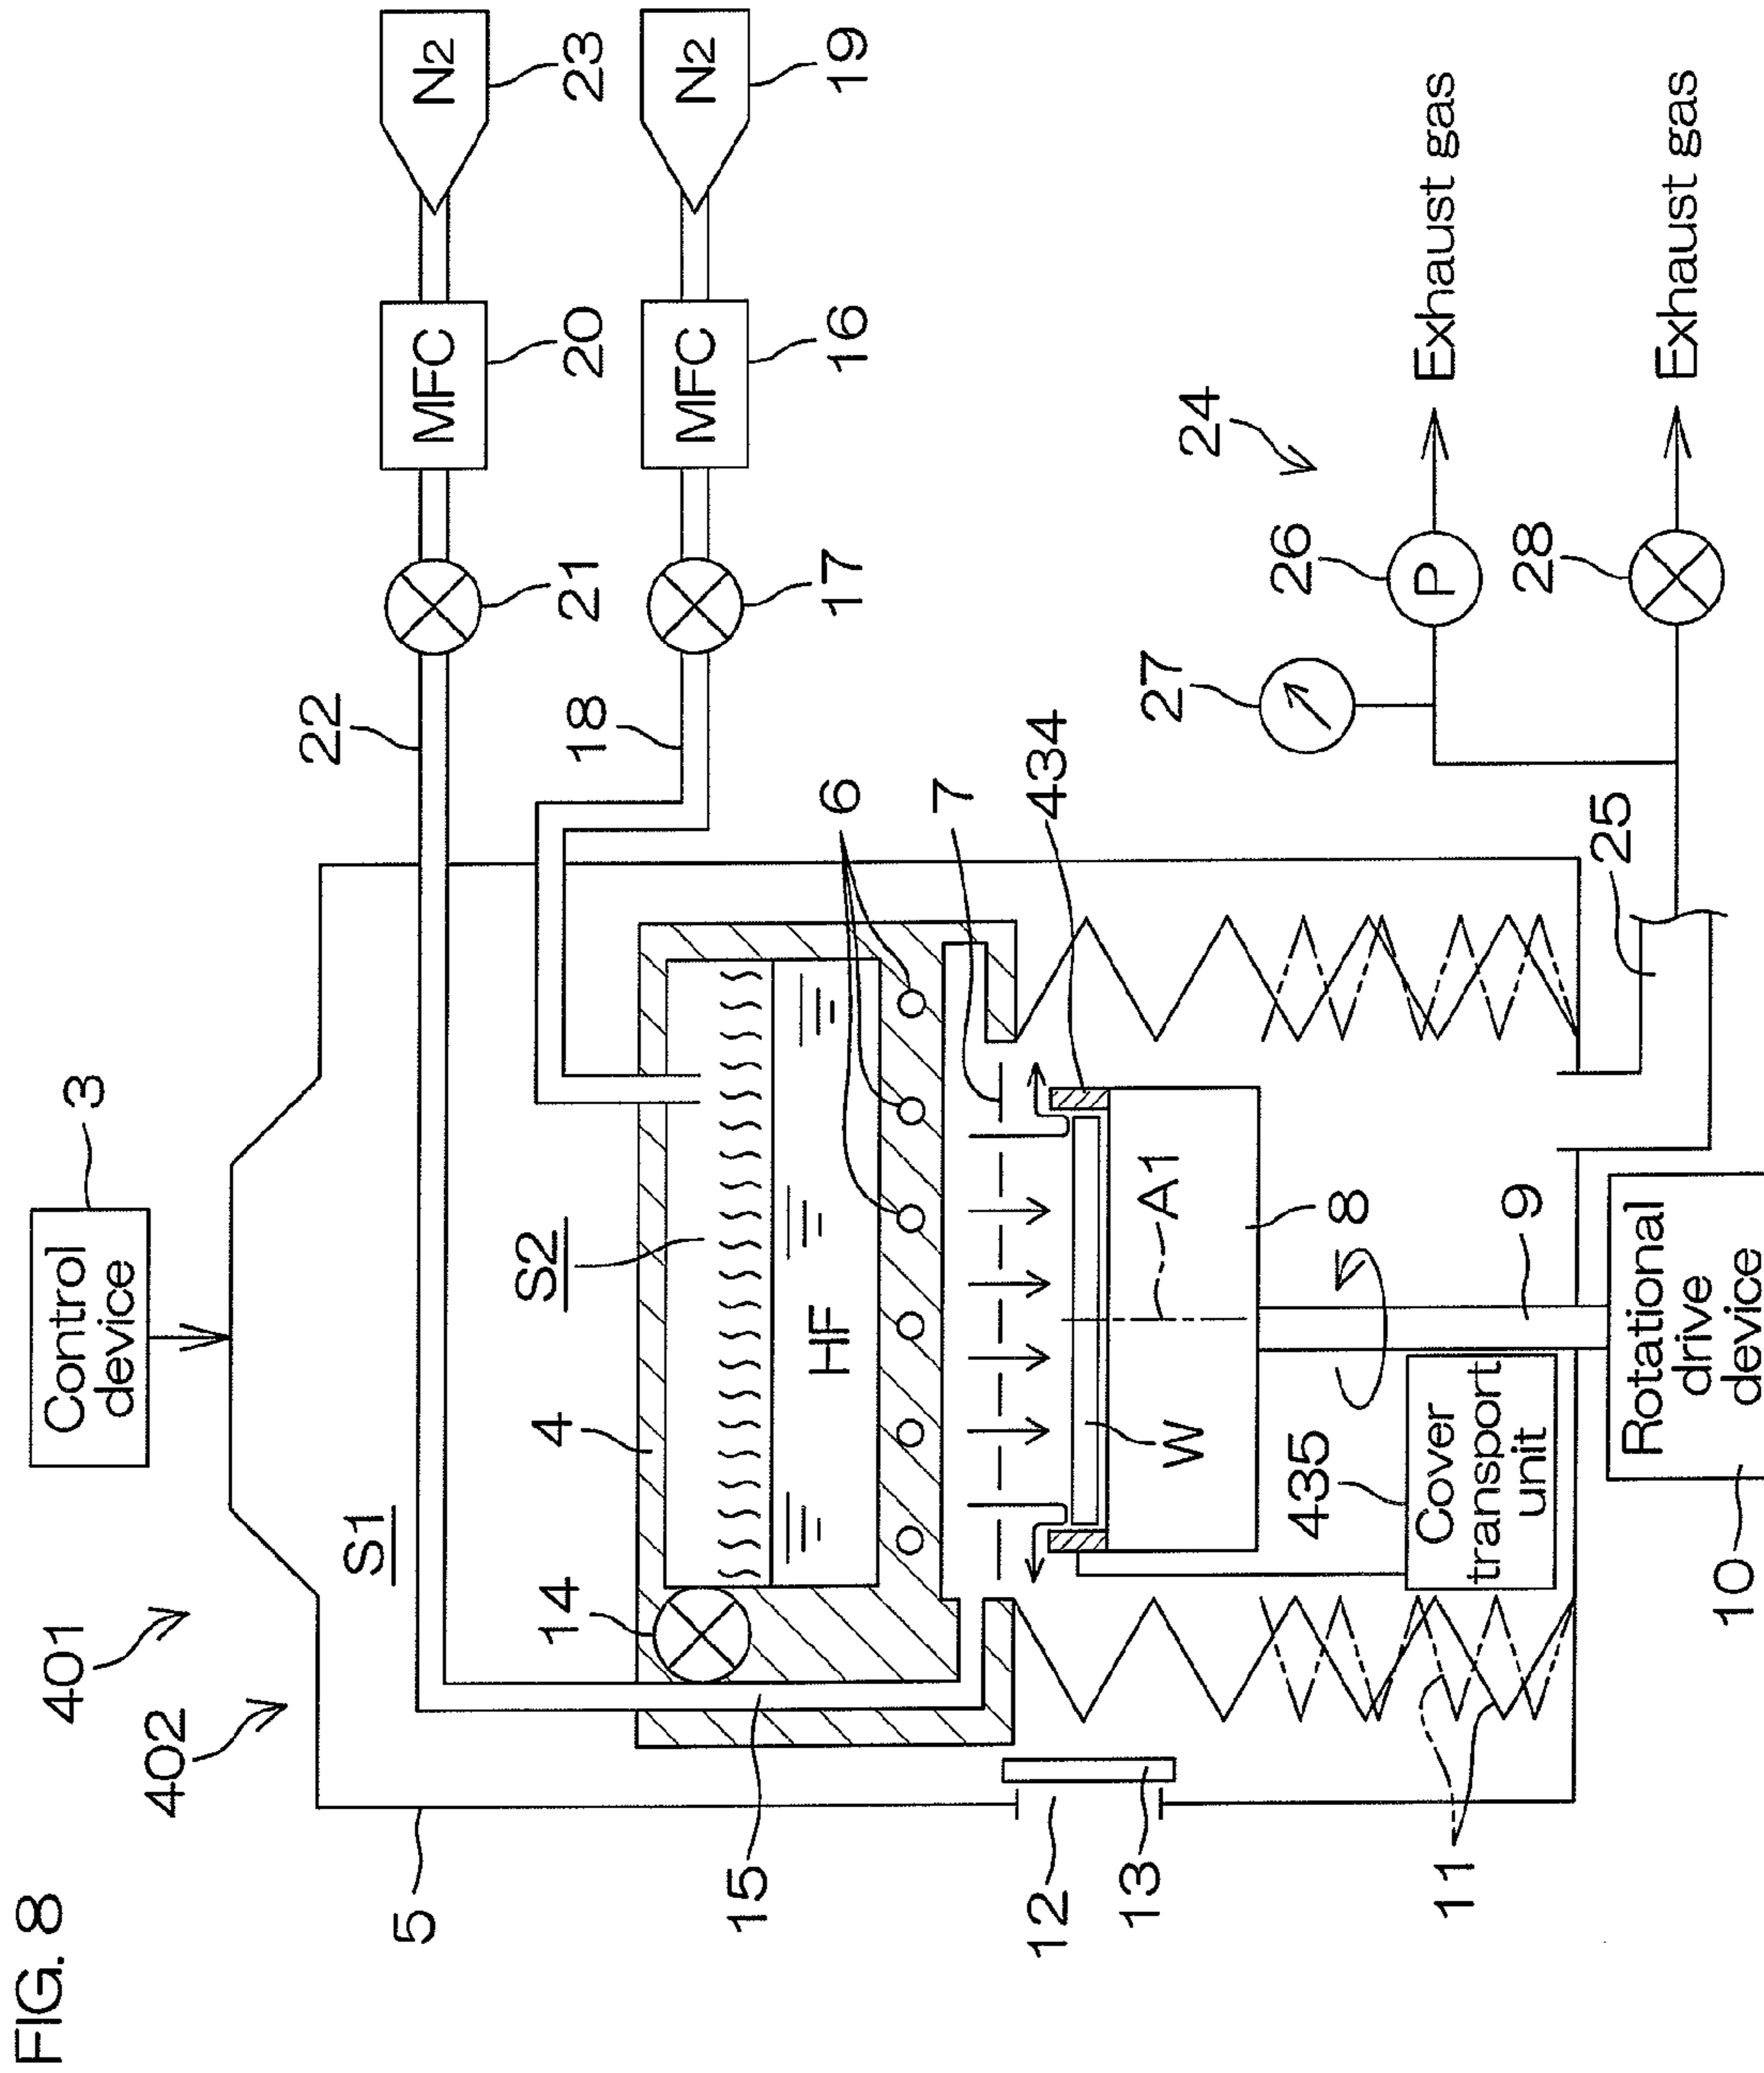 FIG. 8
401
402
3
Control
device
5
S1
22
21
20
MFC
23
N2
18
17
16
MFC
19
N2
14
4
S2
HF
6
15
7
434
12
13
W
A1
8
435
Cover
transport
unit
9
11
10
Rotational
drive
device
25
27
26
P
24
28
Exhaust gas
Exhaust gas